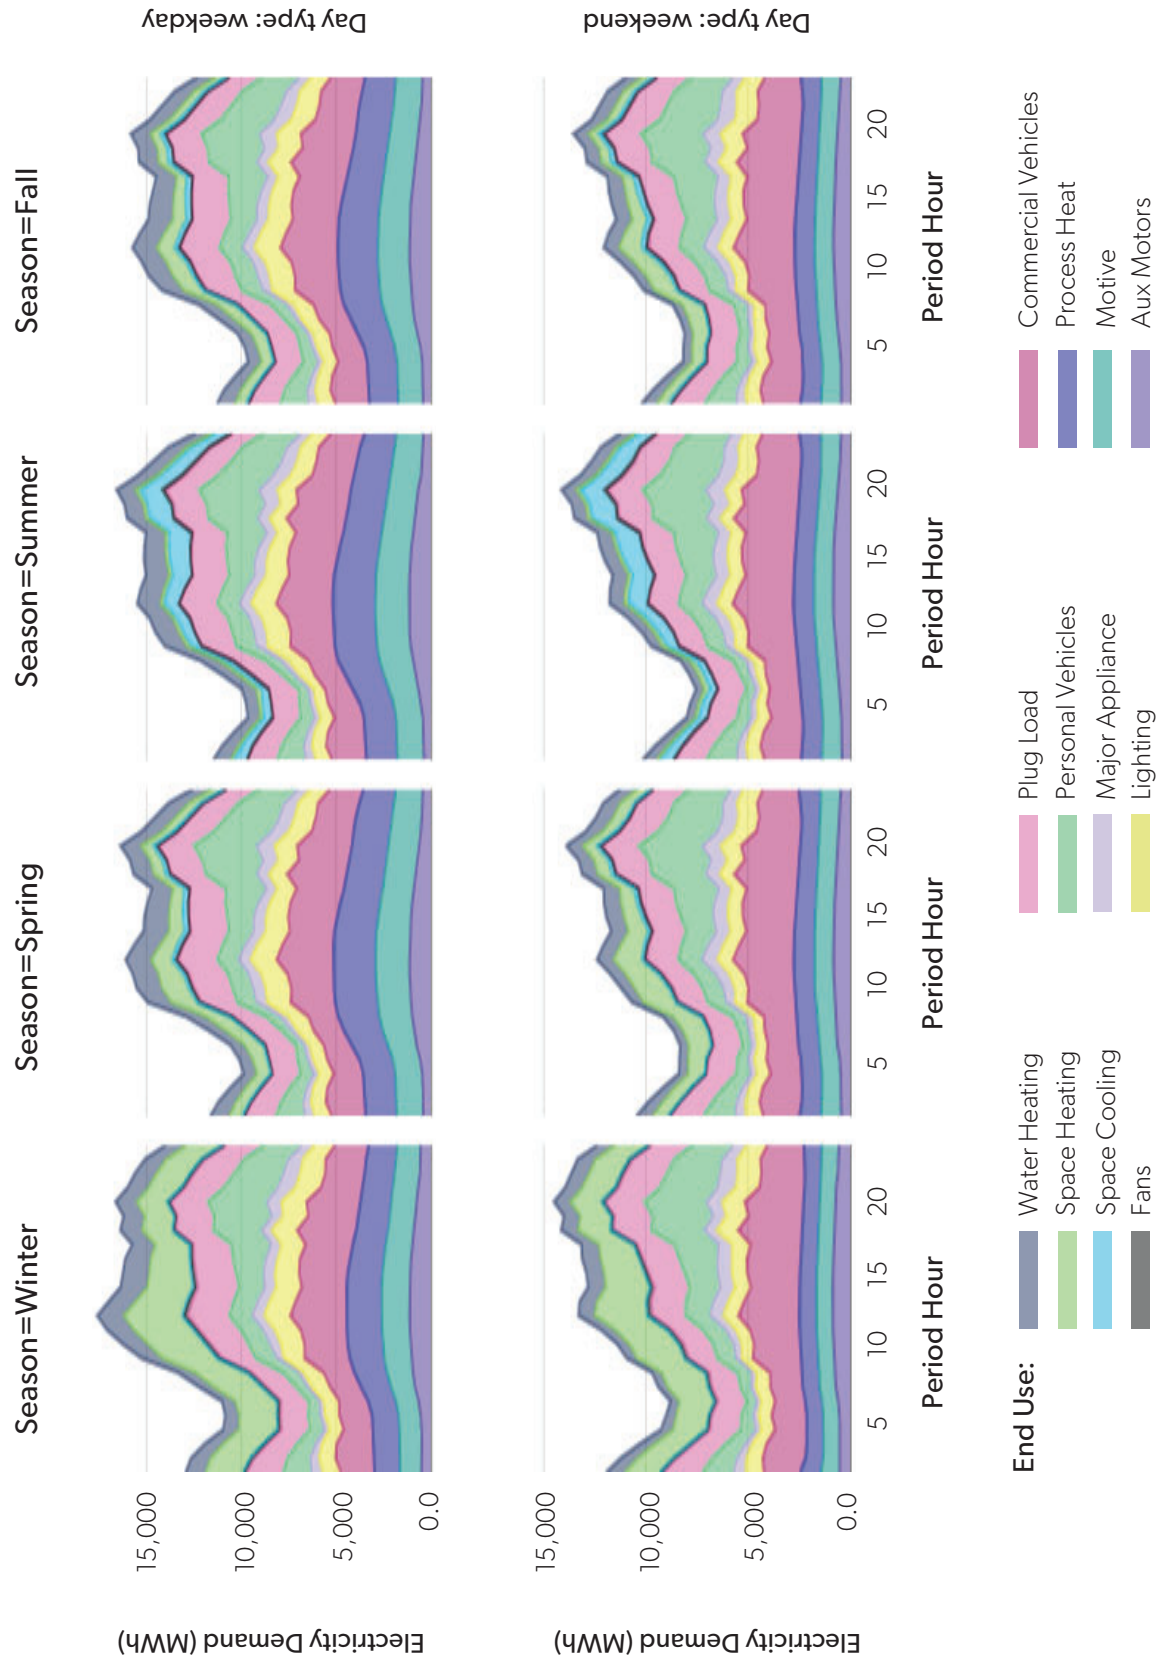 Season=Winter
Season=Spring
Season=Summer
Season=Fall
Electricity Demand (MWh)
15,000
10,000
5,000
0.0
Day type: weekday
Electricity Demand (MWh)
15,000
10,000
5,000
0.0
Day type: weekend
5 10 15 20
5 10 15 20
5 10 15 20
5 10 15 20
Period Hour
Period Hour
Period Hour
Period Hour
End Use:
Water Heating
Space Heating
Space Cooling
Fans
Plug Load
Personal Vehicles
Major Appliance
Lighting
Commercial Vehicles
Process Heat
Motive
Aux Motors